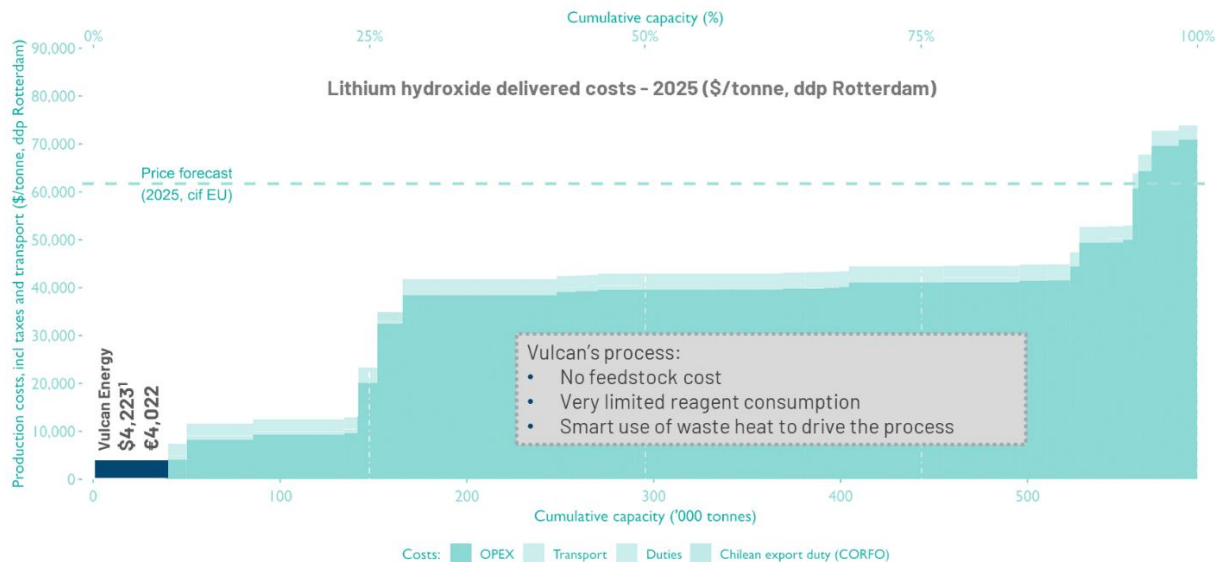 Cumulative capacity (%)
0% 25% 50% 75% 100%
Lithium hydroxide delivered costs - 2025 ($/tonne, ddp Rotterdam)
Production costs, incl taxes and transport ($/tonne, ddp Rotterdam)
90,000
80,000
70,000
60,000
50,000
40,000
30,000
20,000
10,000
0
Price forecast
(2025, cif EU)
Vulcan Energy
$4,223¹
€4,022
Vulcan's process:
• No feedstock cost
• Very limited reagent consumption
• Smart use of waste heat to drive the process
0 100 200 300 400 500
Cumulative capacity ('000 tonnes)
Costs: OPEX Transport Duties Chilean export duty (CORFO)